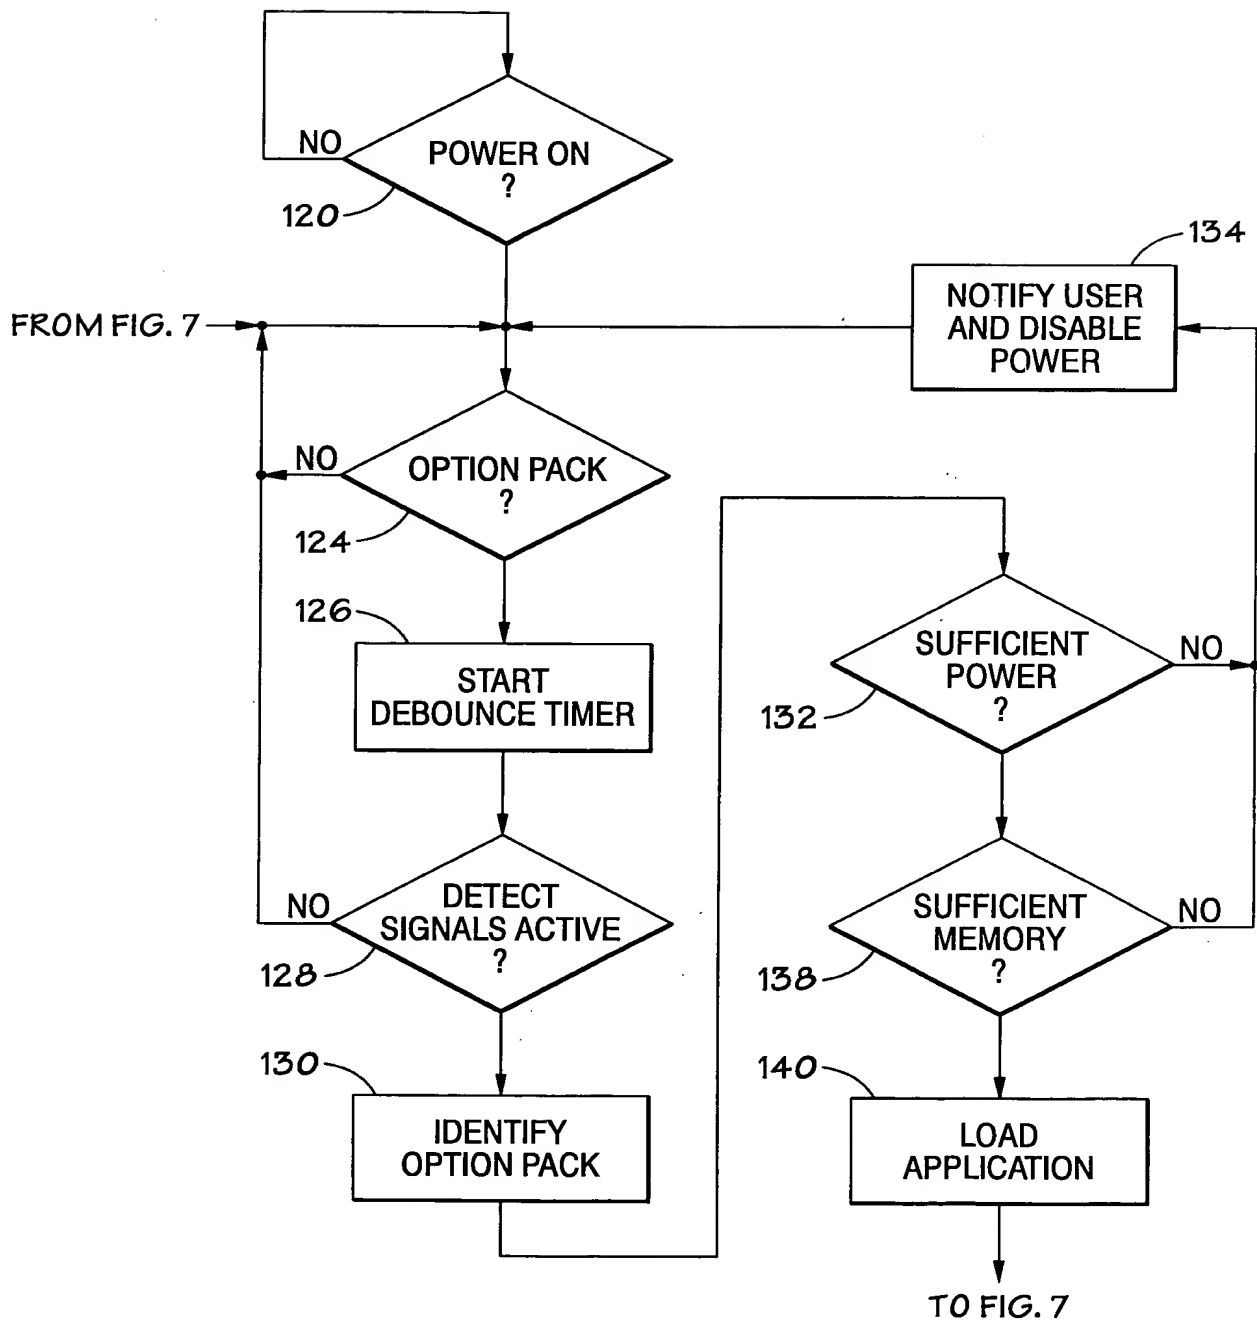 NO
POWER ON
?
120
134
NOTIFY USER
AND DISABLE
POWER
FROM FIG. 7
NO
OPTION PACK
?
124
126
START
DEBOUNCE TIMER
SUFFICIENT
POWER
?
NO
132
NO
DETECT
SIGNALS ACTIVE
?
128
SUFFICIENT
MEMORY
?
NO
138
130
IDENTIFY
OPTION PACK
140
LOAD
APPLICATION
TO FIG. 7